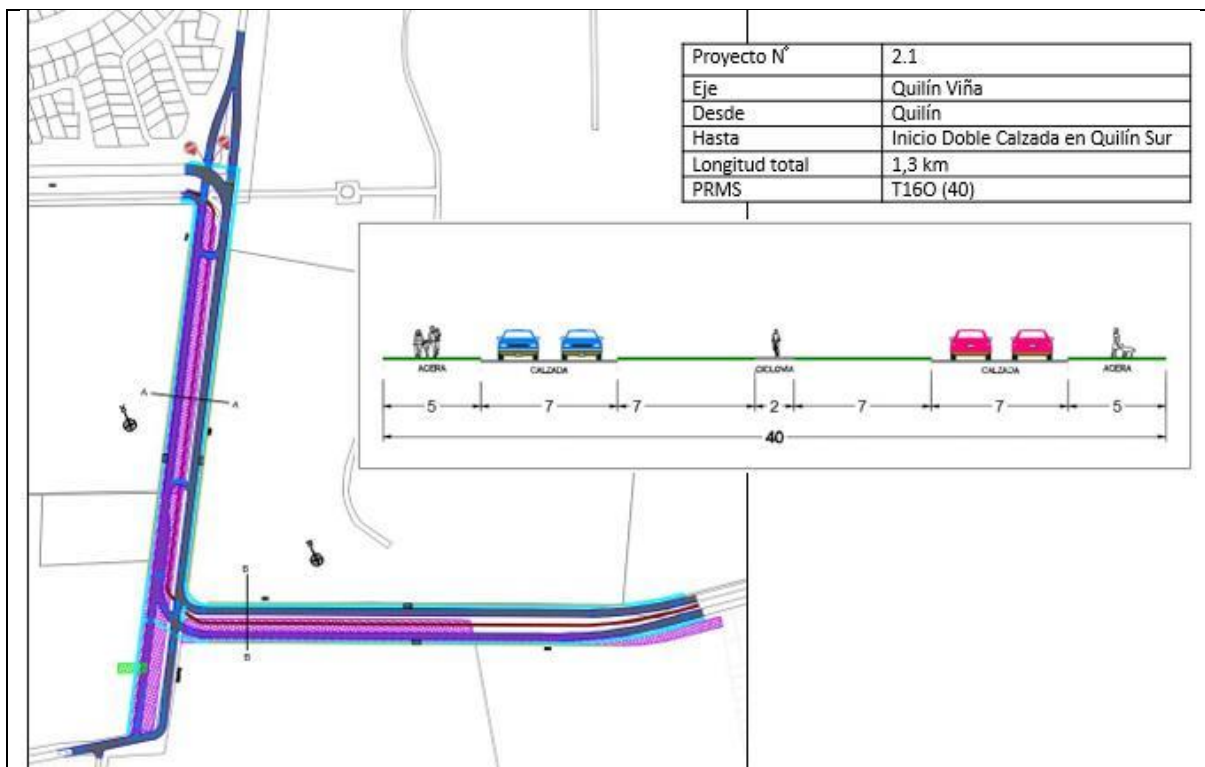 Proyecto N° 2.1
Eje Quilín Viña
Desde Quilín
Hasta Inicio Doble Calzada en Quilín Sur
Longitud total 1,3 km
PRMS T16O (40)
ACERA CALZADA CICLOVIA CALZADA ACERA
5 7 7 2 7 7 5
40
A A
B
B